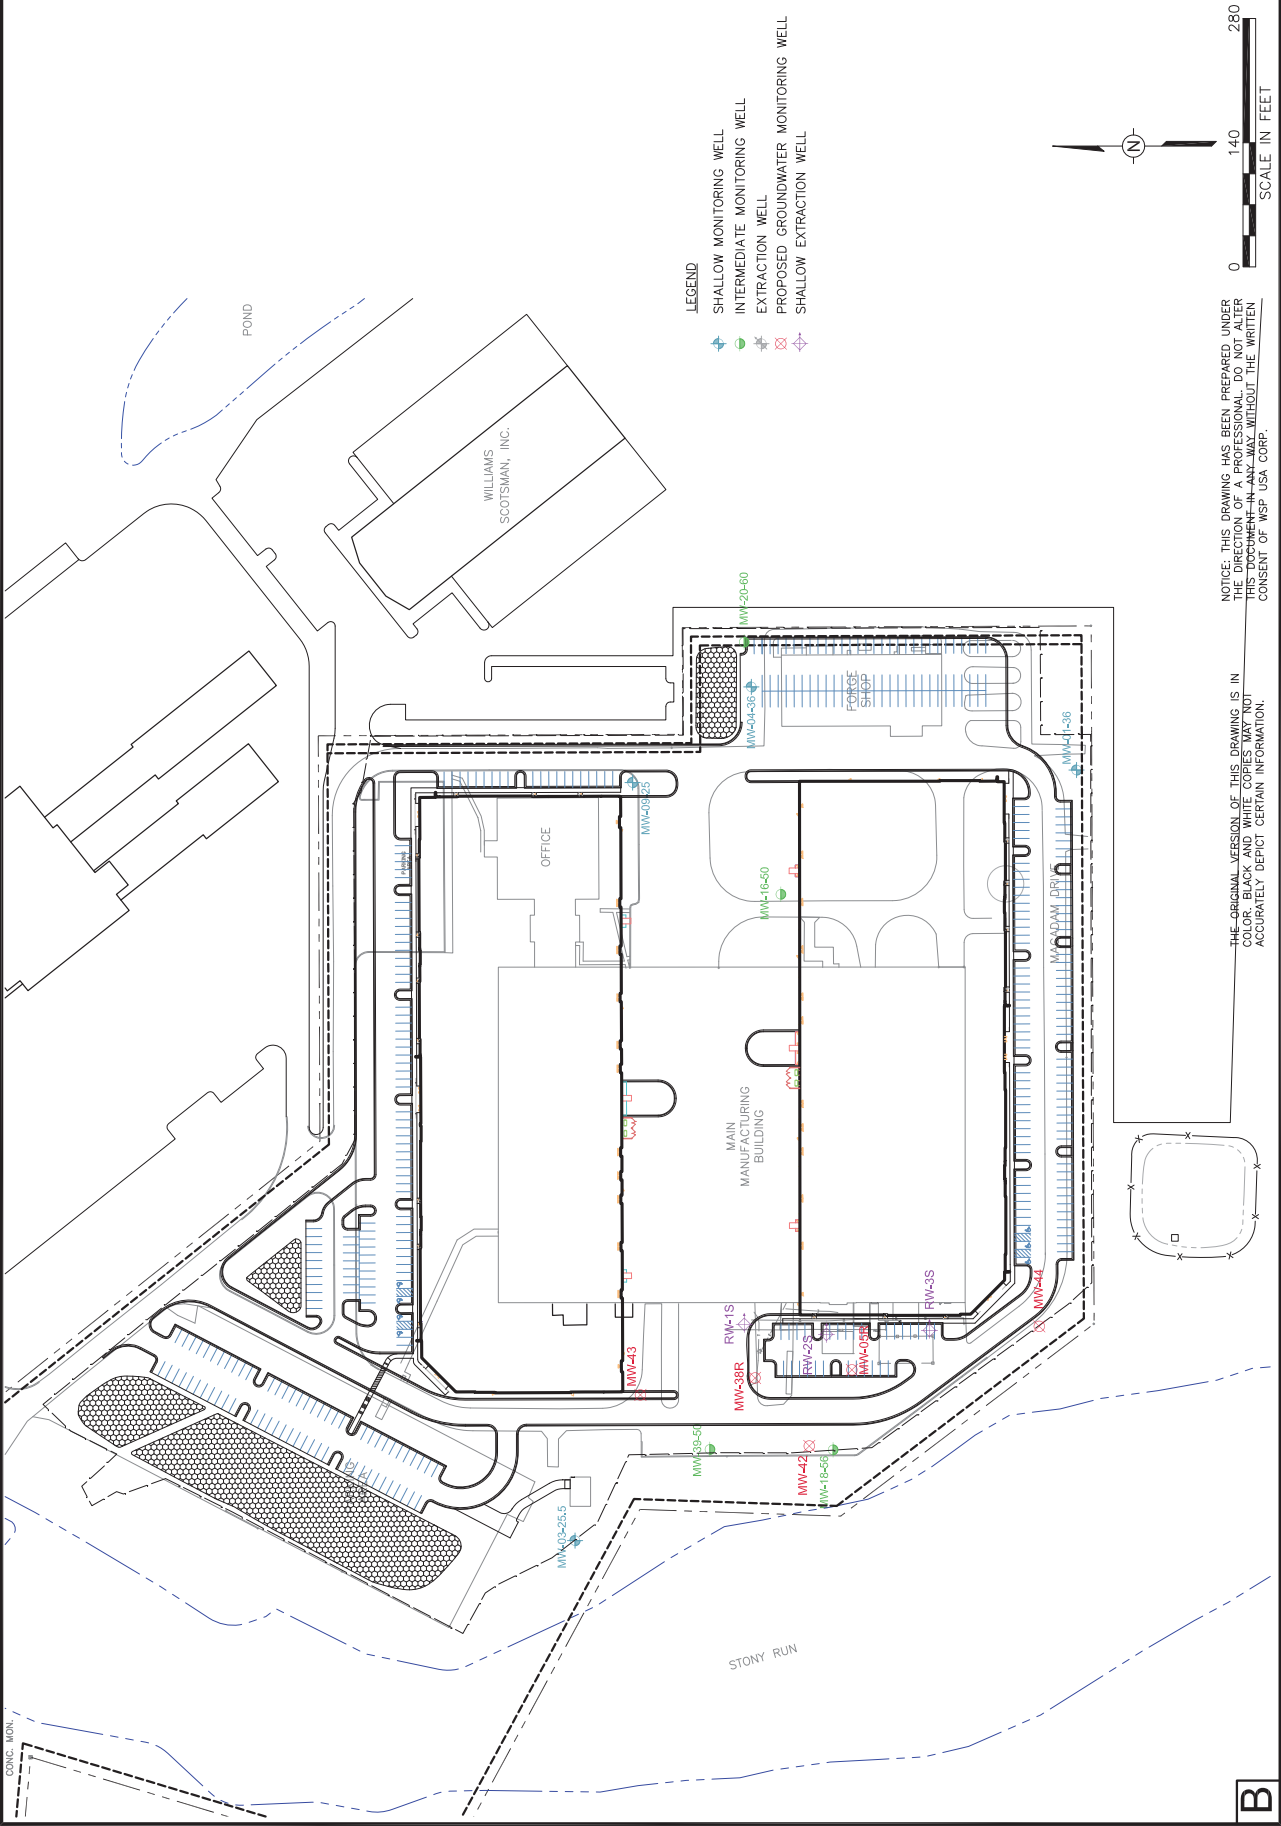 CONC. MON.
POND
WILLIAMS
SCOTSMAN, INC.
LEGEND
SHALLOW MONITORING WELL
INTERMEDIATE MONITORING WELL
EXTRACTION WELL
PROPOSED GROUNDWATER MONITORING WELL
SHALLOW EXTRACTION WELL
N
0 140 280
SCALE IN FEET
NOTICE: THIS DRAWING HAS BEEN PREPARED UNDER
THE DIRECTION OF A PROFESSIONAL. DO NOT ALTER
THIS DOCUMENT IN ANY WAY WITHOUT THE WRITTEN
CONSENT OF WSP USA CORP.
THE ORIGINAL VERSION OF THIS DRAWING IS IN
COLOR. BLACK AND WHITE COPIES MAY NOT
ACCURATELY DEPICT CERTAIN INFORMATION.
MW-20-60
MW-04-36
FORGE
SHOP
MW-01-36
MW-09-25
OFFICE
MW-16-50
MACADAM DRIVE
MAIN
MANUFACTURING
BUILDING
RW-1S
RW-2S
RW-3S
MW-44
MW-43
MW-38R
MW-05R
MW-39-50
MW-42
MW-18-56
MW-03-25.5
STONY RUN
B